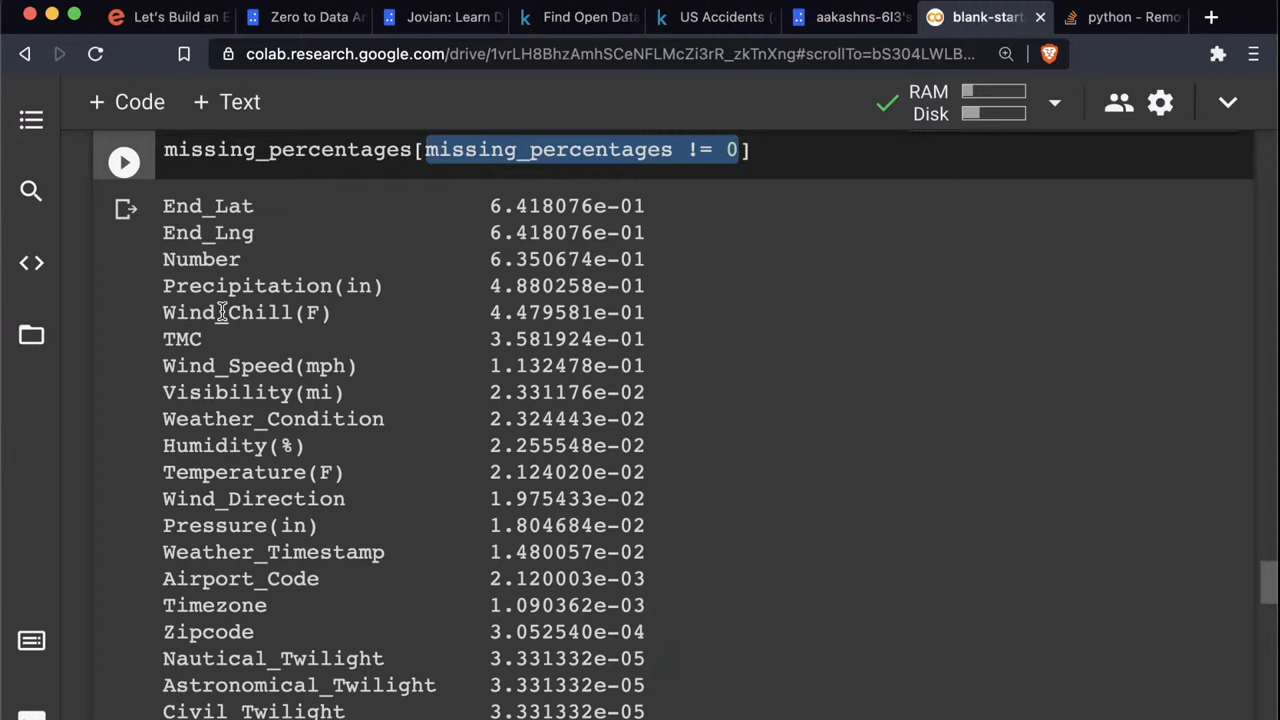 Let's Build an E
Zero to Data Ar
Jovian: Learn D
Find Open Data
US Accidents (
aakashns-6l3's
blank-start
python - Remo
colab.research.google.com/drive/1vrLH8BhzAmhSCeNFLMcZi3rR_zkTnXng#scrollTo=bS304LWLB...
+ Code
+ Text
RAM
Disk
missing_percentages[missing_percentages != 0]
End_Lat 6.418076e-01
End_Lng 6.418076e-01
Number 6.350674e-01
Precipitation(in) 4.880258e-01
Wind_Chill(F) 4.479581e-01
TMC 3.581924e-01
Wind_Speed(mph) 1.132478e-01
Visibility(mi) 2.331176e-02
Weather_Condition 2.324443e-02
Humidity(%) 2.255548e-02
Temperature(F) 2.124020e-02
Wind_Direction 1.975433e-02
Pressure(in) 1.804684e-02
Weather_Timestamp 1.480057e-02
Airport_Code 2.120003e-03
Timezone 1.090362e-03
Zipcode 3.052540e-04
Nautical_Twilight 3.331332e-05
Astronomical_Twilight 3.331332e-05
Civil_Twilight 3.331332e-05